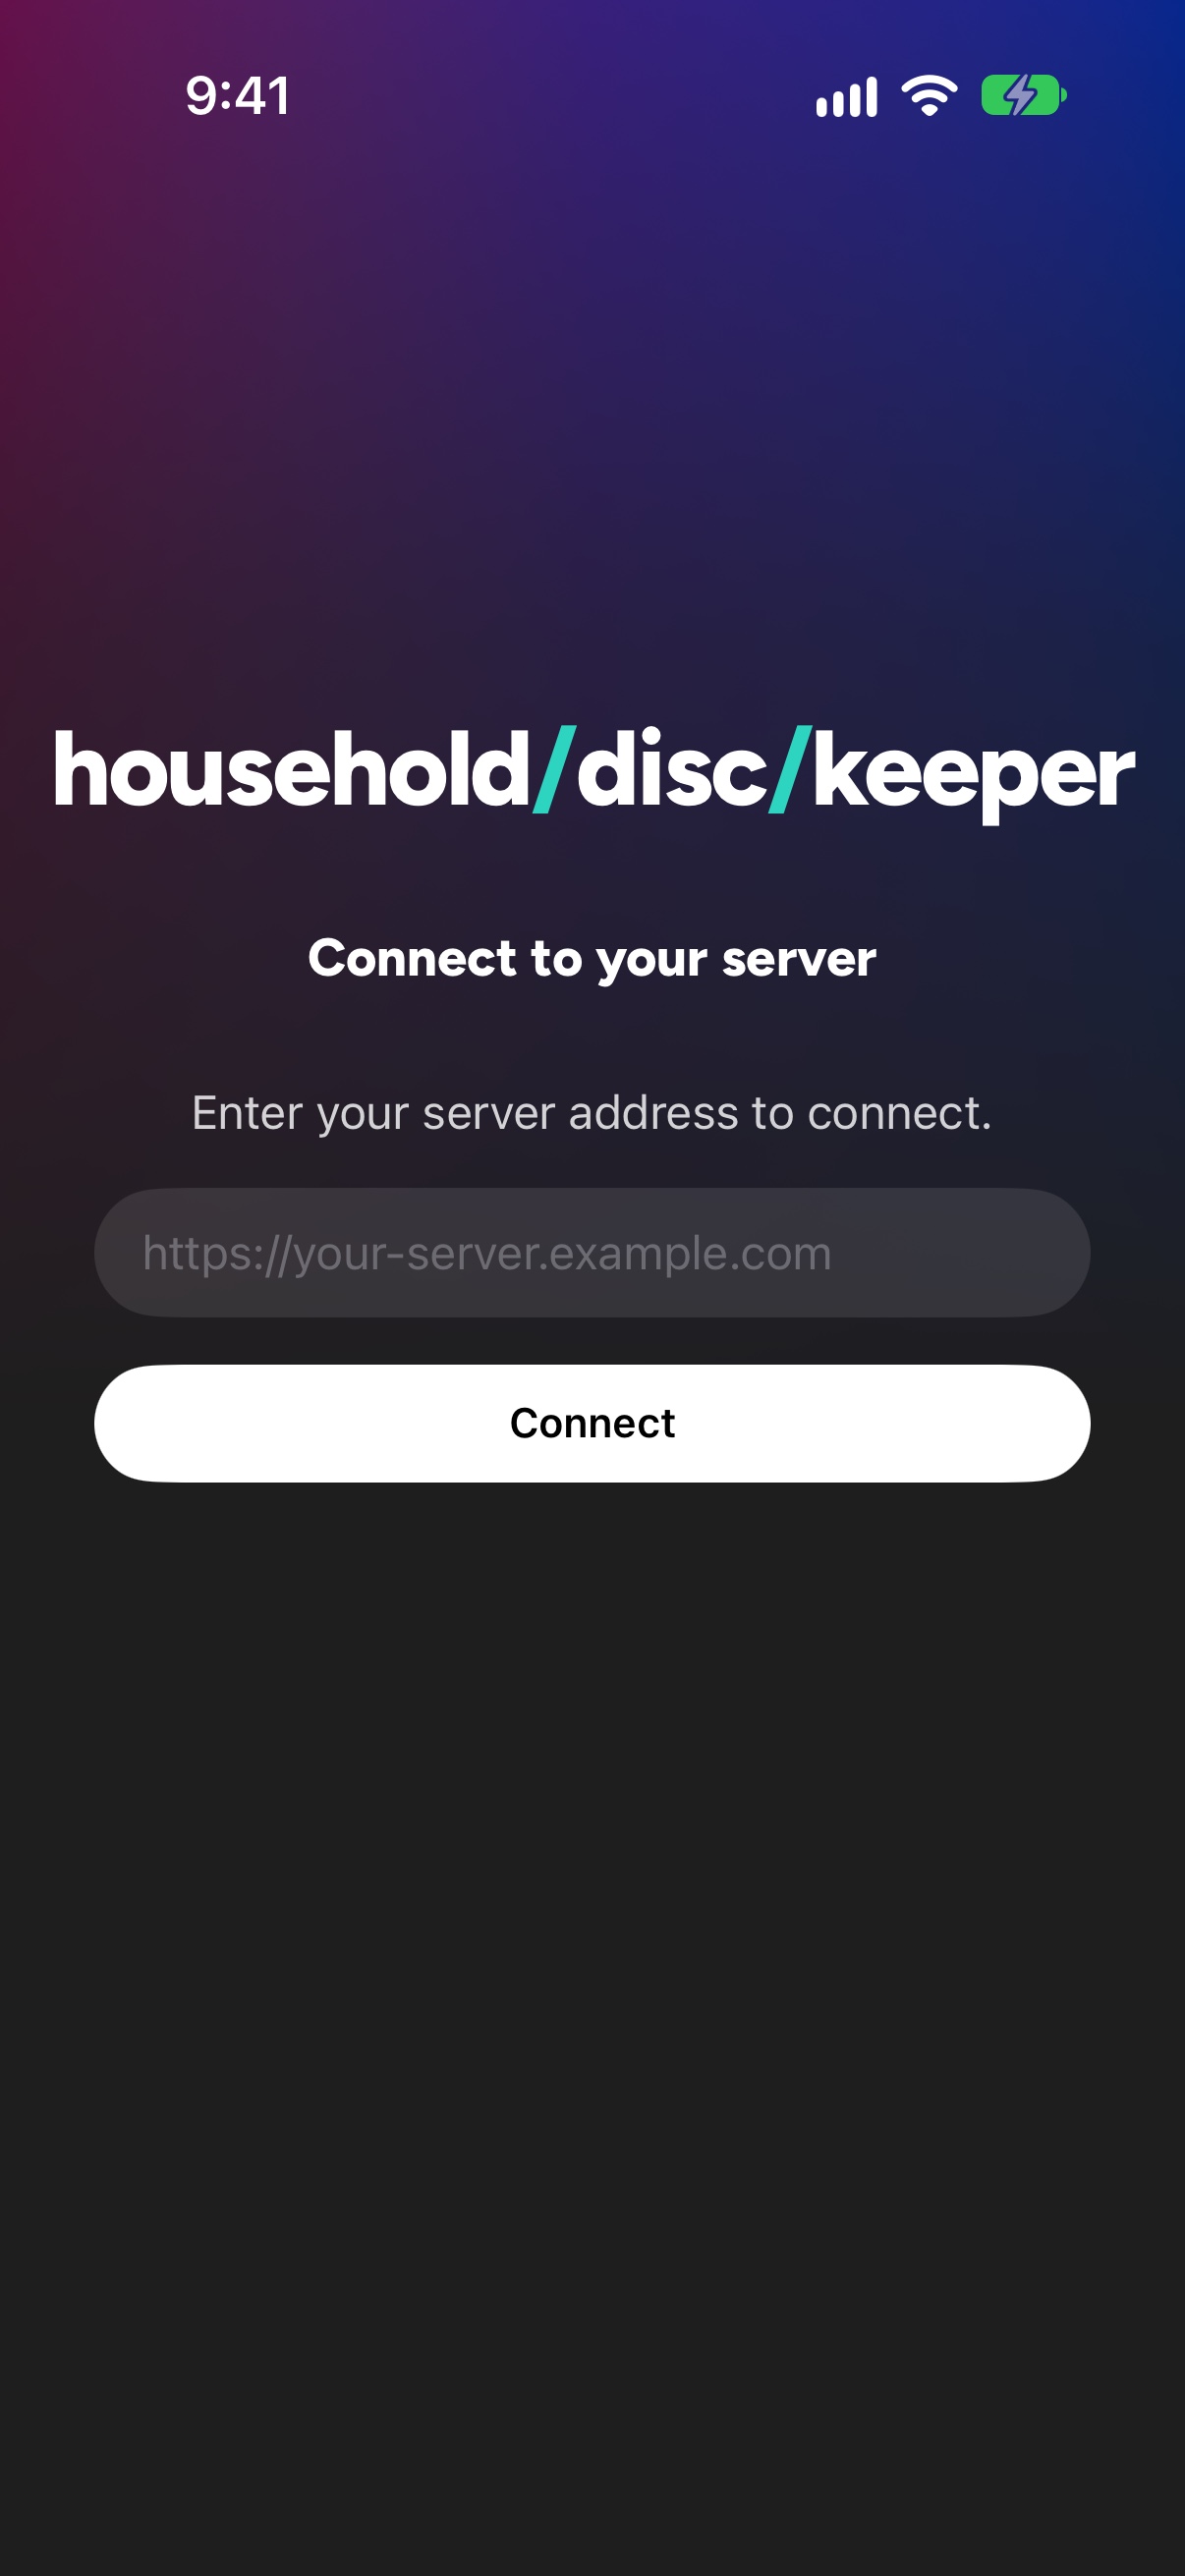 9:41
household/disc/keeper
Connect to your server
Enter your server address to connect.
https://your-server.example.com
Connect